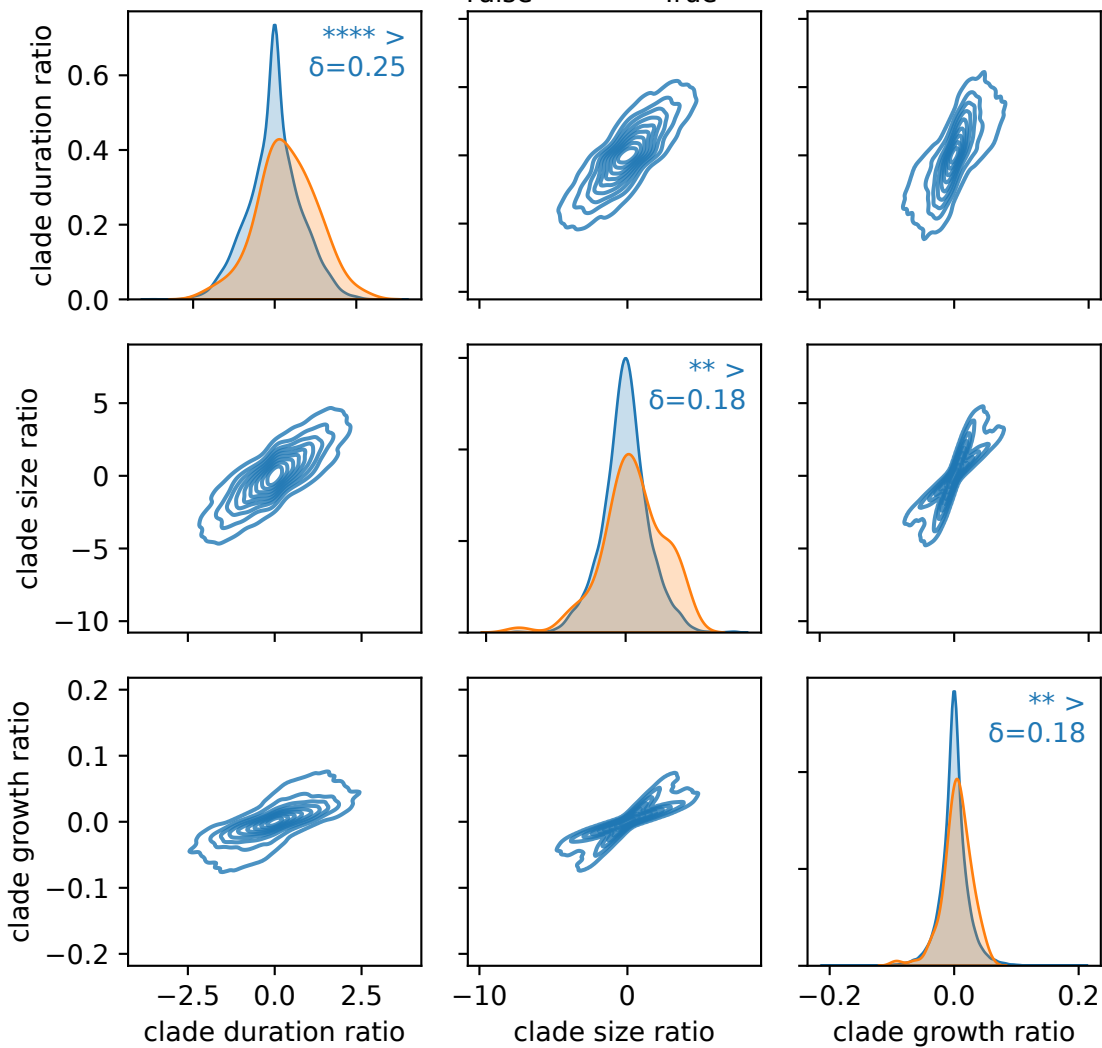 **** >
δ=0.25
clade duration ratio
0.6
0.4
0.2
0.0
** >
δ=0.18
clade size ratio
5
0
−5
−10
** >
δ=0.18
clade growth ratio
0.2
0.1
0.0
−0.1
−0.2
−2.5 0.0 2.5 −10 0 −0.2 0.0 0.2
clade duration ratio clade size ratio clade growth ratio